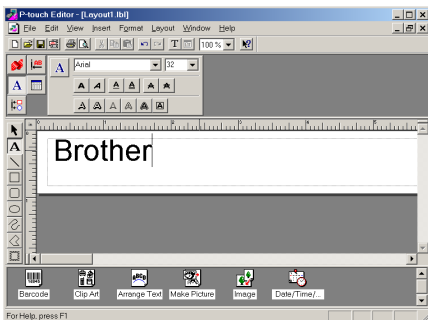 P-touch Editor - [Layout1.lbl]
File Edit View Insert Format Layout Window Help
100 %
Arial 32
Brother
Barcode Clip Art Arrange Text Make Picture Image Date/Time/...
For Help, press F1